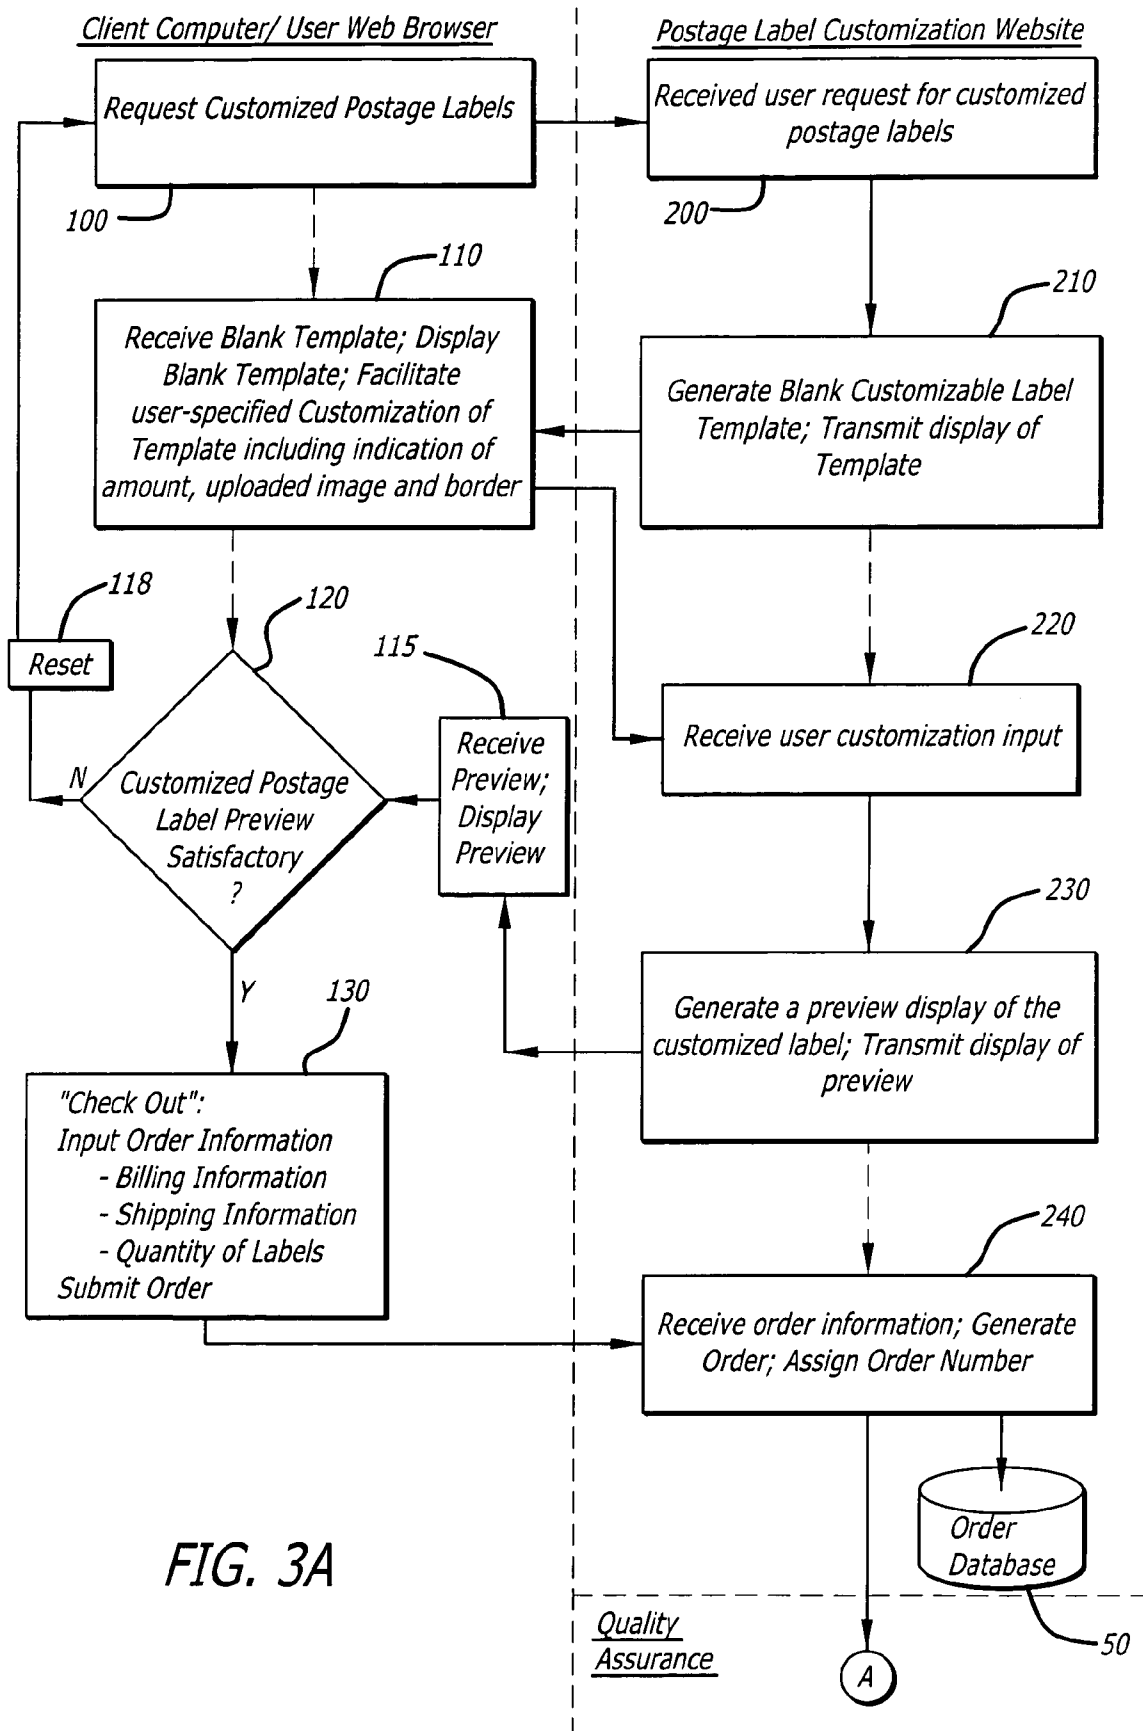 Client Computer/ User Web Browser
Postage Label Customization Website
Request Customized Postage Labels
100
Received user request for customized
postage labels
200
110
Receive Blank Template; Display
Blank Template; Facilitate
user-specified Customization of
Template including indication of
amount, uploaded image and border
210
Generate Blank Customizable Label
Template; Transmit display of
Template
118
Reset
120
Customized Postage
Label Preview
Satisfactory
?
N
Y
115
Receive
Preview;
Display
Preview
220
Receive user customization input
230
Generate a preview display of the
customized label; Transmit display of
preview
130
"Check Out":
Input Order Information
- Billing Information
- Shipping Information
- Quantity of Labels
Submit Order
240
Receive order information; Generate
Order; Assign Order Number
Order
Database
50
FIG. 3A
Quality
Assurance
A